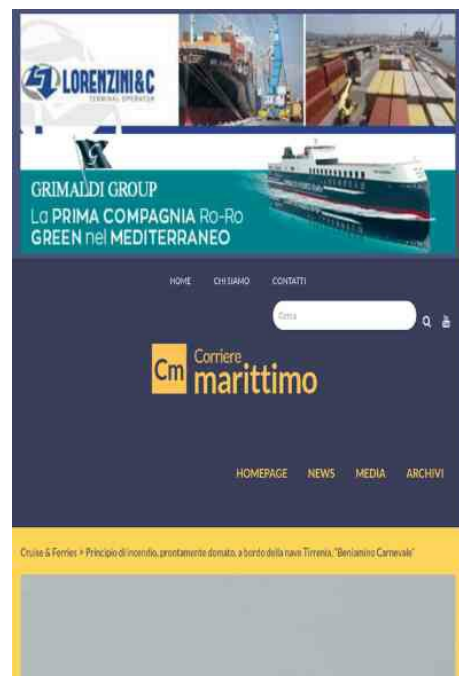 LORENZINI&C
TERMINAL OPERATOR
GRIMALDI GROUP
La PRIMA COMPAGNIA Ro-Ro
GREEN nel MEDITERRANEO
HOME CHI SIAMO CONTATTI
Cerca
Cm Corriere
marittimo
HOMEPAGE NEWS MEDIA ARCHIVI
Cruise & Ferries » Principio di incendio, prontamente domato, a bordo della nave Tirrenia, "Beniamino Carnevale"